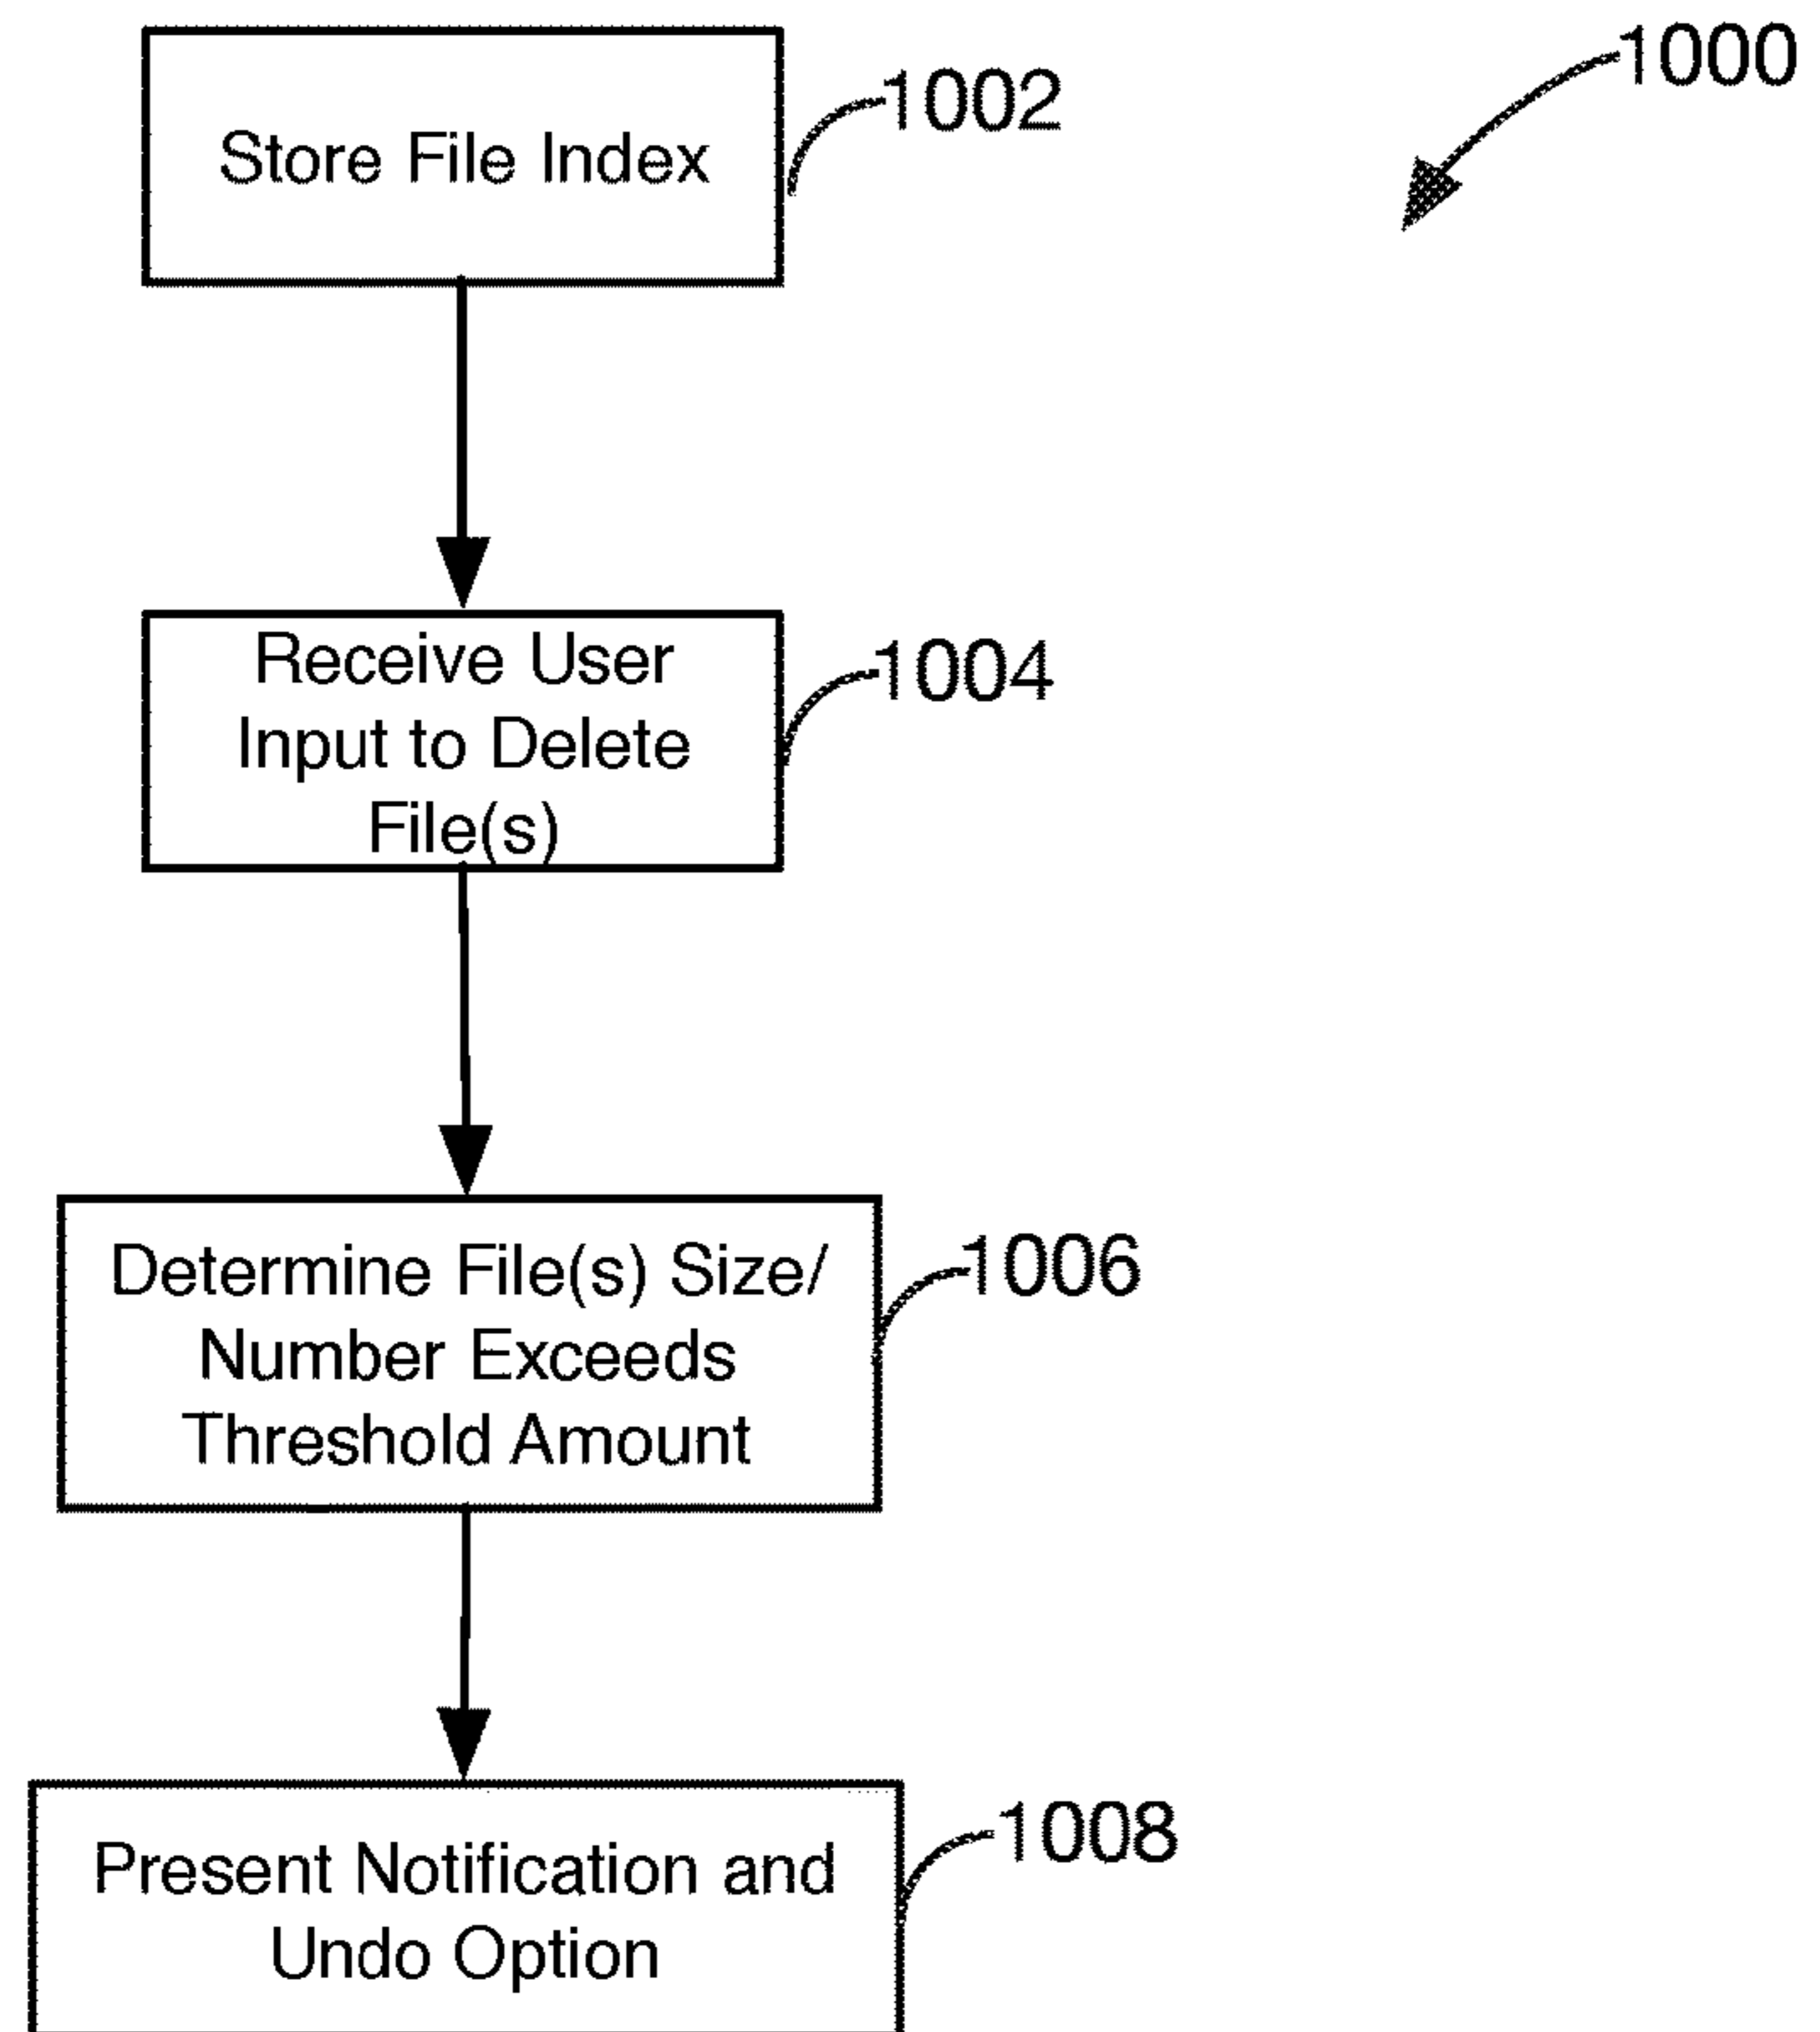 1000
Store File Index
1002
Receive User
Input to Delete
File(s)
1004
Determine File(s) Size/
Number Exceeds
Threshold Amount
1006
Present Notification and
Undo Option
1008